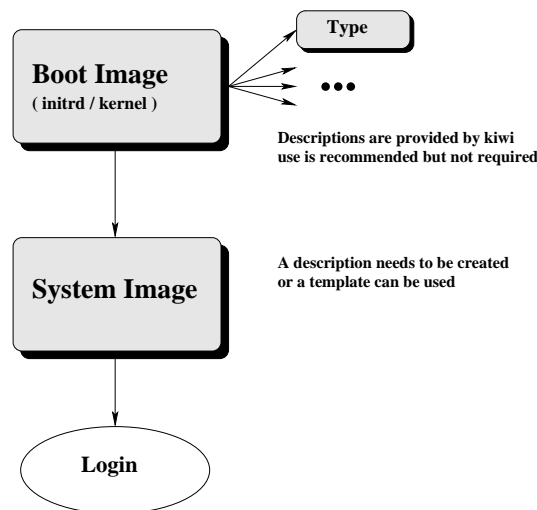 Type
Boot Image
( initrd / kernel )
Descriptions are provided by kiwi
use is recommended but not required
System Image
A description needs to be created
or a template can be used
Login